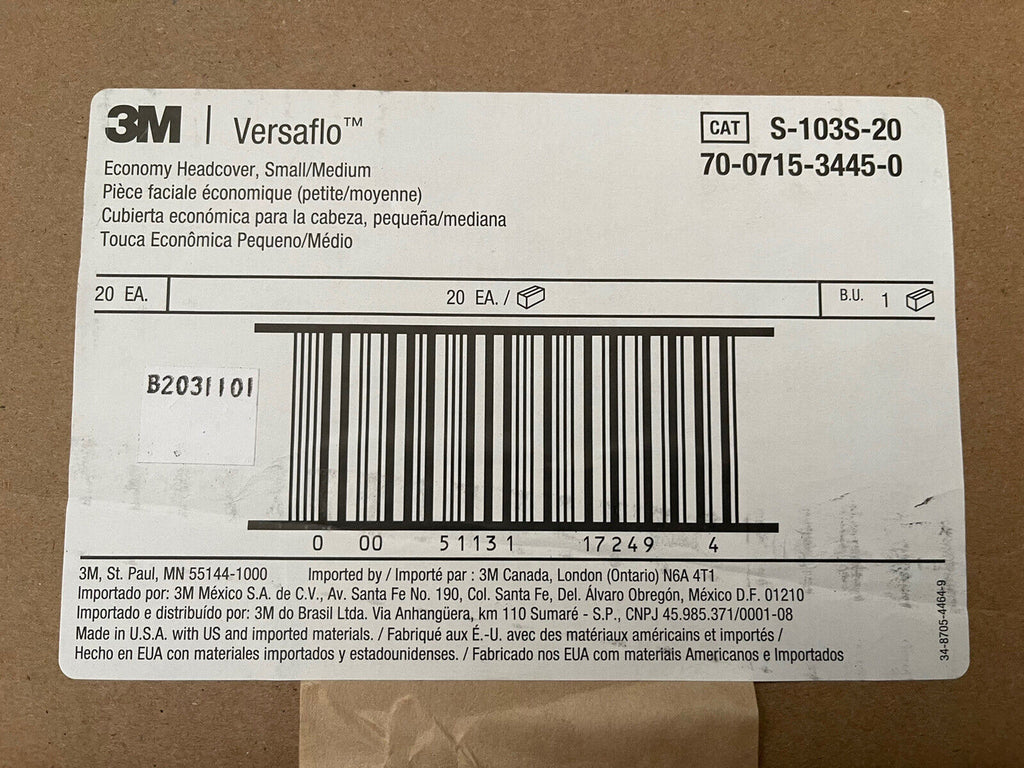 3M | Versaflo™
CAT S-103S-20
70-0715-3445-0
Economy Headcover, Small/Medium
Pièce faciale économique (petite/moyenne)
Cubierta económica para la cabeza, pequeña/mediana
Touca Econômica Pequeno/Médio
20 EA. 20 EA. / B.U. 1
B2031101
0 00 51131 17249 4
3M, St. Paul, MN 55144-1000 Imported by / Importé par : 3M Canada, London (Ontario) N6A 4T1
Importado por: 3M México S.A. de C.V., Av. Santa Fe No. 190, Col. Santa Fe, Del. Álvaro Obregón, México D.F. 01210
Importado e distribuído por: 3M do Brasil Ltda. Via Anhangüera, km 110 Sumaré - S.P., CNPJ 45.985.371/0001-08
Made in U.S.A. with US and imported materials. / Fabriqué aux É.-U. avec des matériaux américains et importés /
Hecho en EUA con materiales importados y estadounidenses. / Fabricado nos EUA com materiais Americanos e Importados
34-8705-4464-9